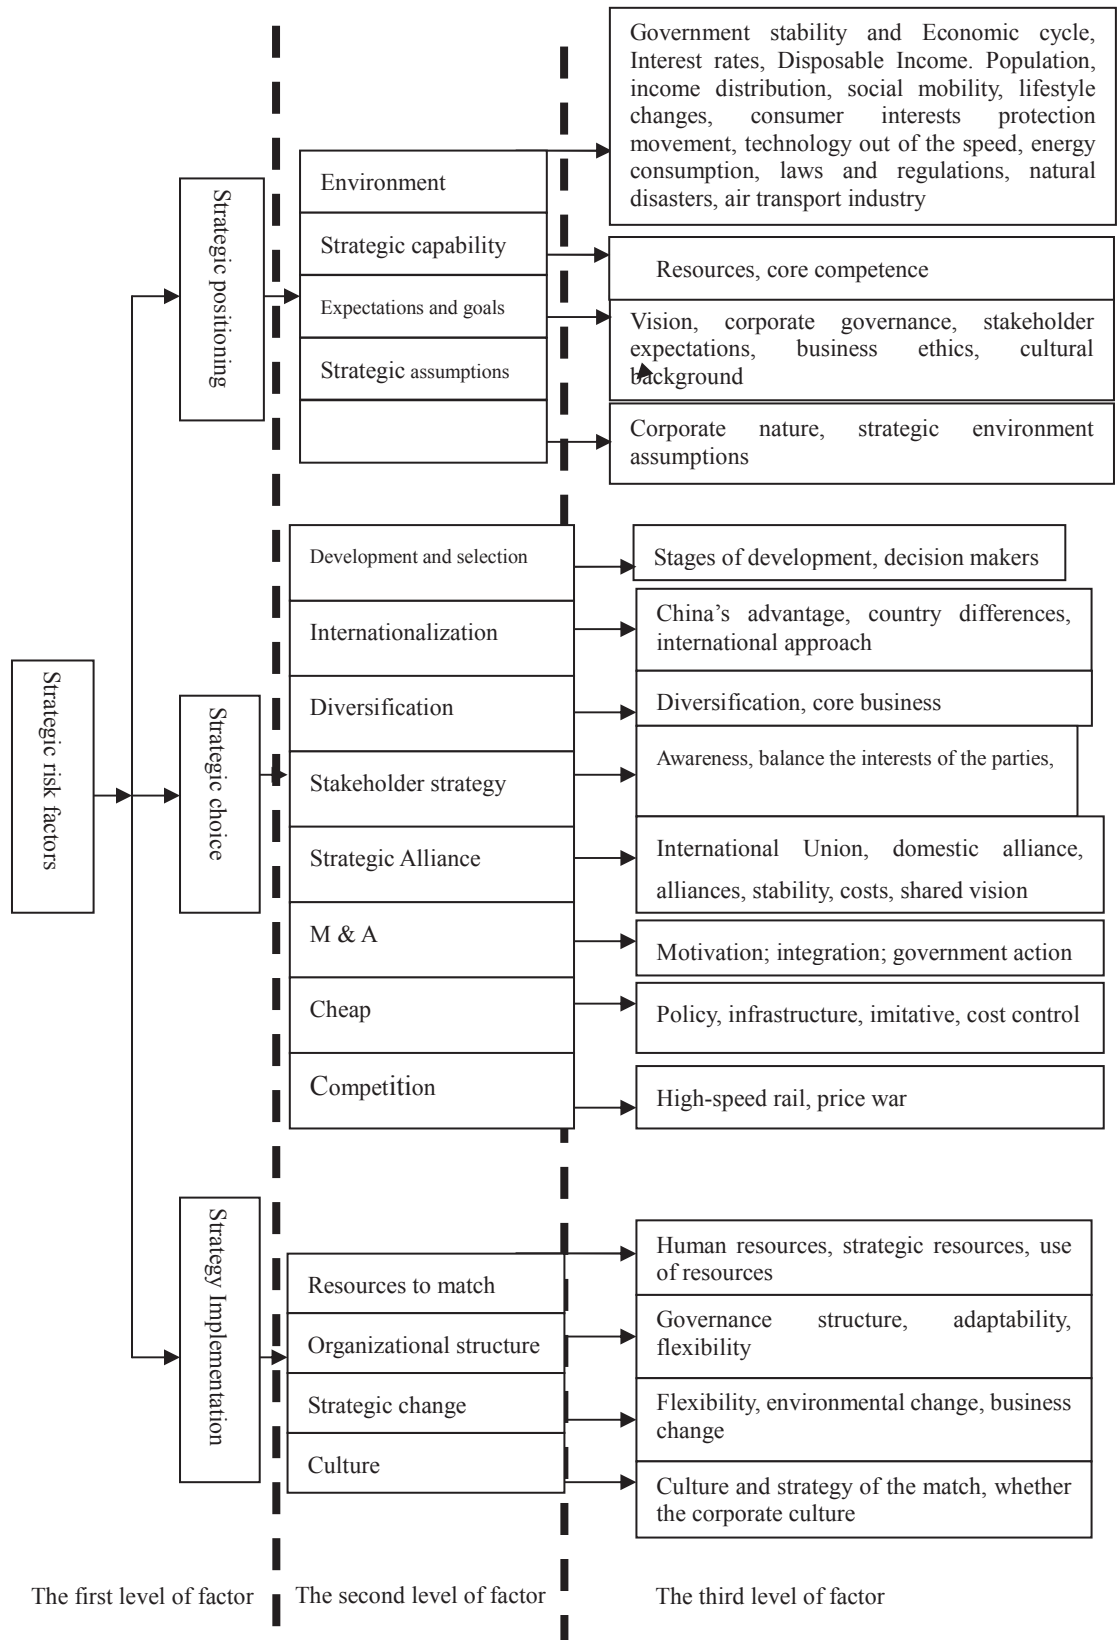 Government stability and Economic cycle,
Interest rates, Disposable Income. Population,
income distribution, social mobility, lifestyle
changes, consumer interests protection
movement, technology out of the speed, energy
consumption, laws and regulations, natural
disasters, air transport industry
Strategic positioning
Environment
Strategic capability
Expectations and goals
Strategic assumptions
Resources, core competence
Vision, corporate governance, stakeholder
expectations, business ethics, cultural
background
Corporate nature, strategic environment
assumptions
Strategic risk factors
Strategic choice
Development and selection
Internationalization
Diversification
Stakeholder strategy
Strategic Alliance
M & A
Cheap
Competition
Stages of development, decision makers
China's advantage, country differences,
international approach
Diversification, core business
Awareness, balance the interests of the parties,
International Union, domestic alliance,
alliances, stability, costs, shared vision
Motivation; integration; government action
Policy, infrastructure, imitative, cost control
High-speed rail, price war
Strategy Implementation
Resources to match
Organizational structure
Strategic change
Culture
Human resources, strategic resources, use
of resources
Governance structure, adaptability,
flexibility
Flexibility, environmental change, business
change
Culture and strategy of the match, whether
the corporate culture
The first level of factor
The second level of factor
The third level of factor